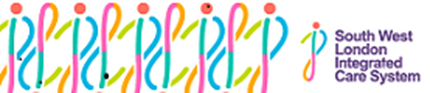 South West
London
Integrated
Care System